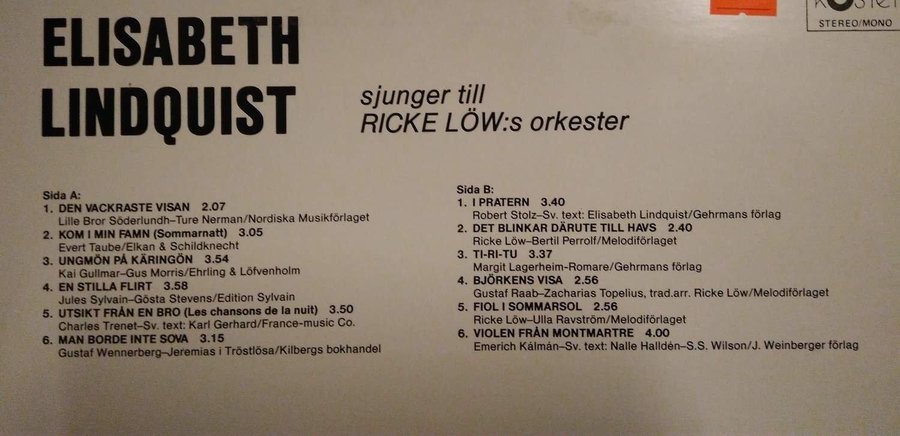 ELISABETH
LINDQUIST
sjunger till
RICKE LÖW:s orkester
STEREO/MONO
Sida A:
1. DEN VACKRASTE VISAN 2.07
Lille Bror Söderlundh–Ture Nerman/Nordiska Musikförlaget
2. KOM I MIN FAMN (Sommarnatt) 3.05
Evert Taube/Elkan & Schildknecht
3. UNGMÖN PÅ KÄRINGÖN 3.54
Kai Gullmar–Gus Morris/Ehrling & Löfvenholm
4. EN STILLA FLIRT 3.58
Jules Sylvain–Gösta Stevens/Edition Sylvain
5. UTSIKT FRÅN EN BRO (Les chansons de la nuit) 3.50
Charles Trenet–Sv. text: Karl Gerhard/France-music Co.
6. MAN BORDE INTE SOVA 3.15
Gustaf Wennerberg–Jeremias i Tröstlösa/Kilbergs bokhandel
Sida B:
1. I PRATERN 3.40
Robert Stolz–Sv. text: Elisabeth Lindquist/Gehrmans förlag
2. DET BLINKAR DÄRUTE TILL HAVS 2.40
Ricke Löw–Bertil Perrolf/Melodiförlaget
3. TI-RI-TU 3.37
Margit Lagerheim-Romare/Gehrmans förlag
4. BJÖRKENS VISA 2.56
Gustaf Raab–Zacharias Topelius, trad.arr. Ricke Löw/Melodiförlaget
5. FIOL I SOMMARSOL 2.56
Ricke Löw–Ulla Ravström/Melodiförlaget
6. VIOLEN FRÅN MONTMARTRE 4.00
Emerich Kálmán–Sv. text: Nalle Halldén–S.S. Wilson/J. Weinberger förlag